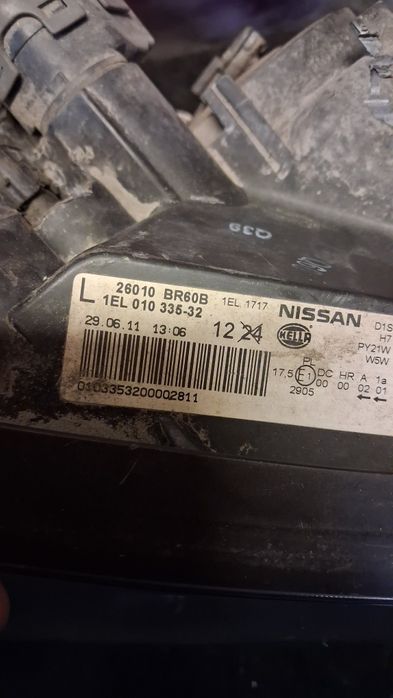 Q39
L 26010 BR60B 1EL 1717 NISSAN D1S
1EL 010 335-32 H7
29.06.11 13:06 12 24 HELLA PY21W
W5W
PL
17,5 E1 DC HR A 1a
00 00 02 01
2905
0103353200002811